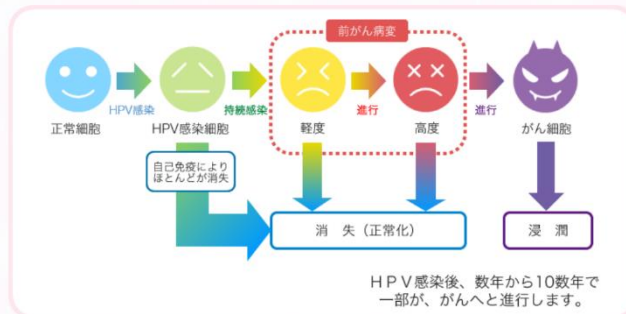 前がん病変
HPV感染
持続感染
進行
進行
正常細胞
HPV感染細胞
軽度
高度
がん細胞
自己免疫により
ほとんどが消失
消 失（正常化）
浸 潤
ＨＰＶ感染後、数年から10数年で
一部が、がんへと進行します。